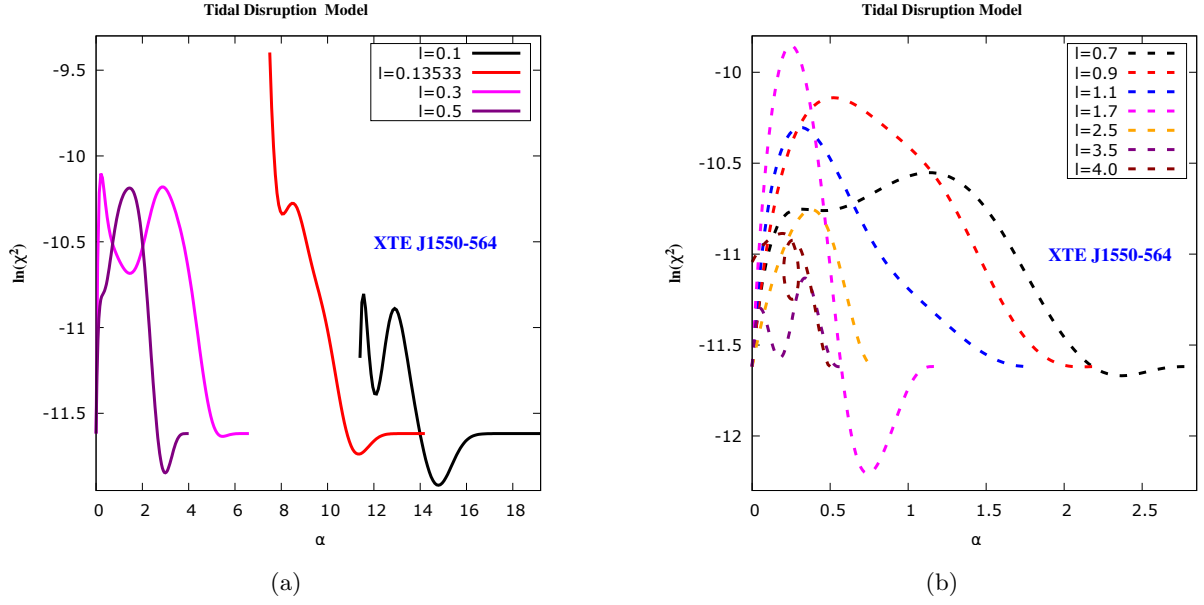 Tidal Disruption Model
ln(χ²)
-9.5
-10
-10.5
-11
-11.5
l=0.1
l=0.13533
l=0.3
l=0.5
XTE J1550-564
0 2 4 6 8 10 12 14 16 18
α
(a)
Tidal Disruption Model
ln(χ²)
-10
-10.5
-11
-11.5
-12
l=0.7
l=0.9
l=1.1
l=1.7
l=2.5
l=3.5
l=4.0
XTE J1550-564
0 0.5 1 1.5 2 2.5
α
(b)